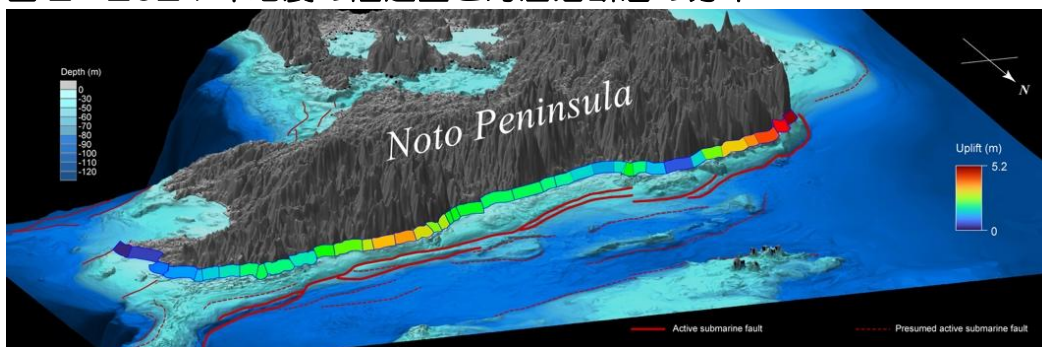 Depth (m)
0
-30
-50
-60
-70
-80
-90
-100
-110
-120
Noto Peninsula
N
Uplift (m)
5.2
0
Active submarine fault
Presumed active submarine fault